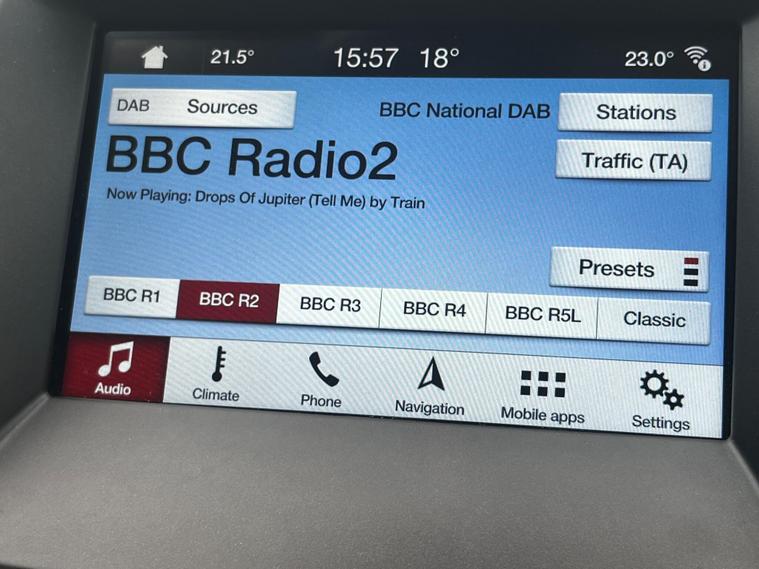 21.5° 15:57 18° 23.0°
DAB Sources BBC National DAB Stations
BBC Radio2 Traffic (TA)
Now Playing: Drops Of Jupiter (Tell Me) by Train
Presets
BBC R1 BBC R2 BBC R3 BBC R4 BBC R5L Classic
Audio Climate Phone Navigation Mobile apps Settings